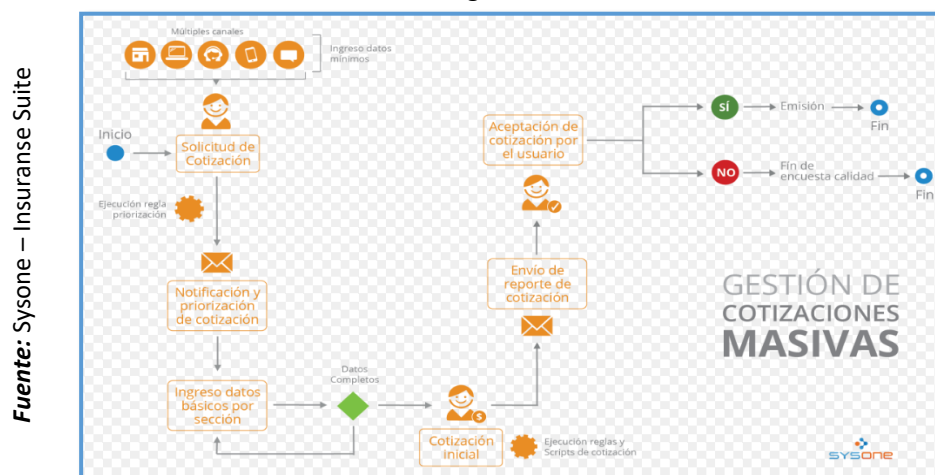 Fuente: Sysone – Insuranse Suite
Múltiples canales
Ingreso datos
mínimos
Inicio
Solicitud de
Cotización
Ejecución regla
priorización
Notificación y
priorización
de cotización
Ingreso datos
básicos por
sección
Datos
Completos
Cotización
inicial
Ejecución reglas y
Scripts de cotización
Envío de
reporte de
cotización
Aceptación de
cotización por
el usuario
SÍ
Emisión
Fin
NO
Fín de
encuesta calidad
Fin
GESTIÓN DE
COTIZACIONES
MASIVAS
SYSONE